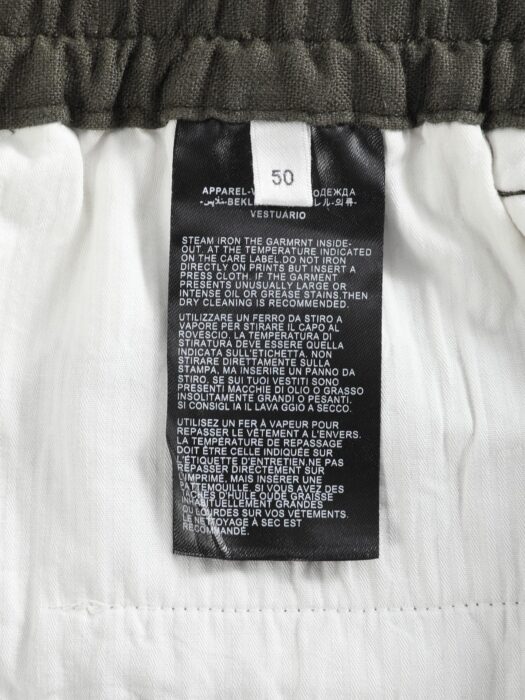 50
APPAREL- ОДЕЖДА
VESTUARIO
STEAM IRON THE GARMRNT INSIDE-
OUT. AT THE TEMPERATURE INDICATED
ON THE CARE LABEL.DO NOT IRON
DIRECTLY ON PRINTS BUT INSERT A
PRESS CLOTH. IF THE GARMENT
PRESENTS UNUSUALLY LARGE OR
INTENSE OIL OR GREASE STAINS,THEN
DRY CLEANING IS RECOMMENDED.
UTILIZZARE UN FERRO DA STIRO A
VAPORE PER STIRARE IL CAPO AL
ROVESCIO. LA TEMPERATURA DI
STIRATURA DEVE ESSERE QUELLA
INDICATA SULL'ETICHETTA. NON
STIRARE DIRETTAMENTE SULLA
STAMPA, MA INSERIRE UN PANNO DA
STIRO. SE SUI TUOI VESTITI SONO
PRESENTI MACCHIE DI OLIO O GRASSO
INSOLITAMENTE GRANDI O PESANTI.
SI CONSIGL IA IL LAVA GGIO A SECCO.
UTILISEZ UN FER À VAPEUR POUR
REPASSER LE VÊTEMENT A L'ENVERS.
LA TEMPÉRATURE DE REPASSAGE
DOIT ÊTRE CELLE INDIQUÉE SUR
L'ÉTIQUETTE D'ENTRETIEN.NE PAS
REPASSER DIRECTEMENT SUR
L'IMPRIMÉ. MAIS INSÉRER UNE
PATTEMOUILLE. SI VOUS AVEZ DES
TACHES D'HUILE OUDE GRAISSE
INHABITUELLEMENT GRANDES
OU LOURDES SUR VOS VÊTEMENTS.
LE NETTOYAGE À SEC EST
RECOMMANDÉ.